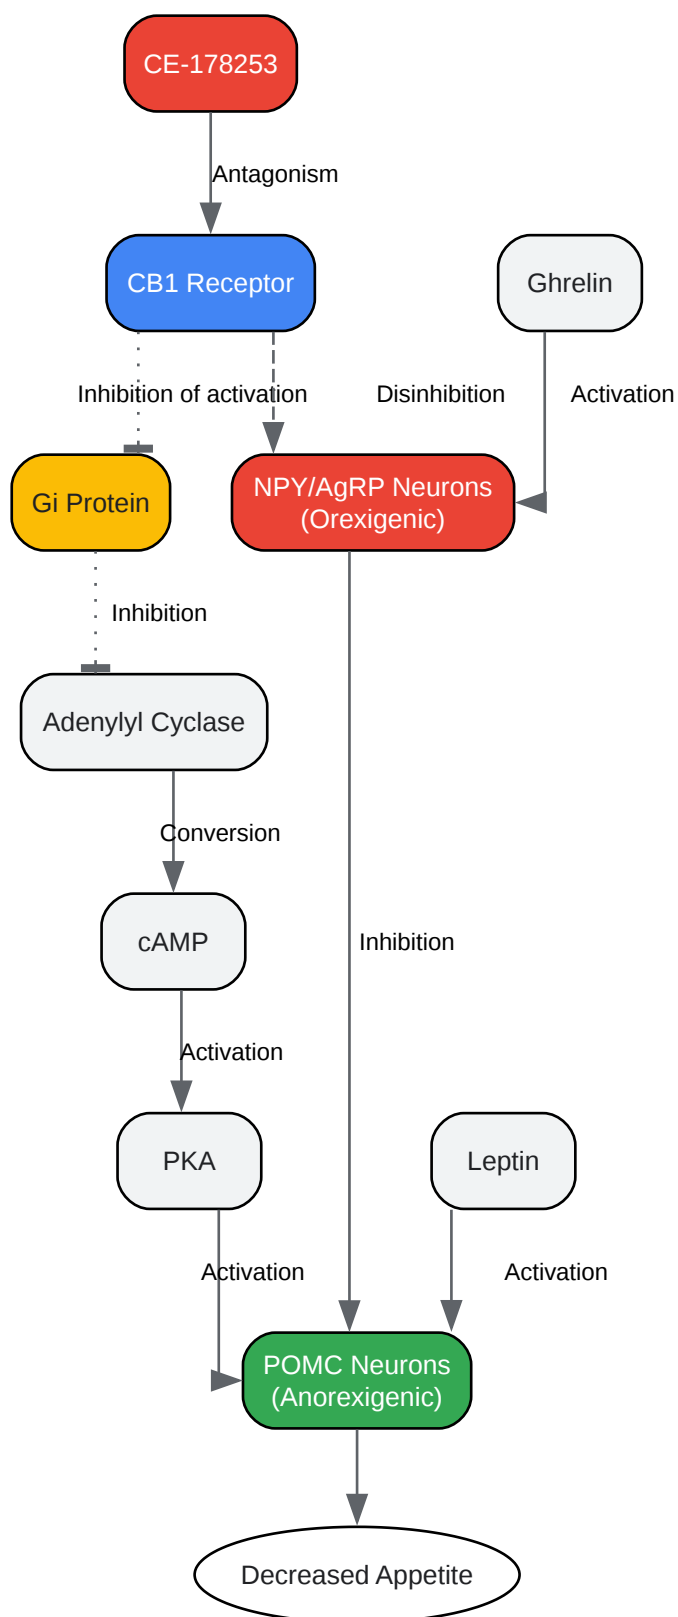 CE-178253
Antagonism
CB1 Receptor
Ghrelin
Inhibition of activation
Disinhibition
Activation
Gi Protein
NPY/AgRP Neurons
(Orexigenic)
Inhibition
Adenylyl Cyclase
Conversion
cAMP
Inhibition
Activation
PKA
Leptin
Activation
Activation
POMC Neurons
(Anorexigenic)
Decreased Appetite